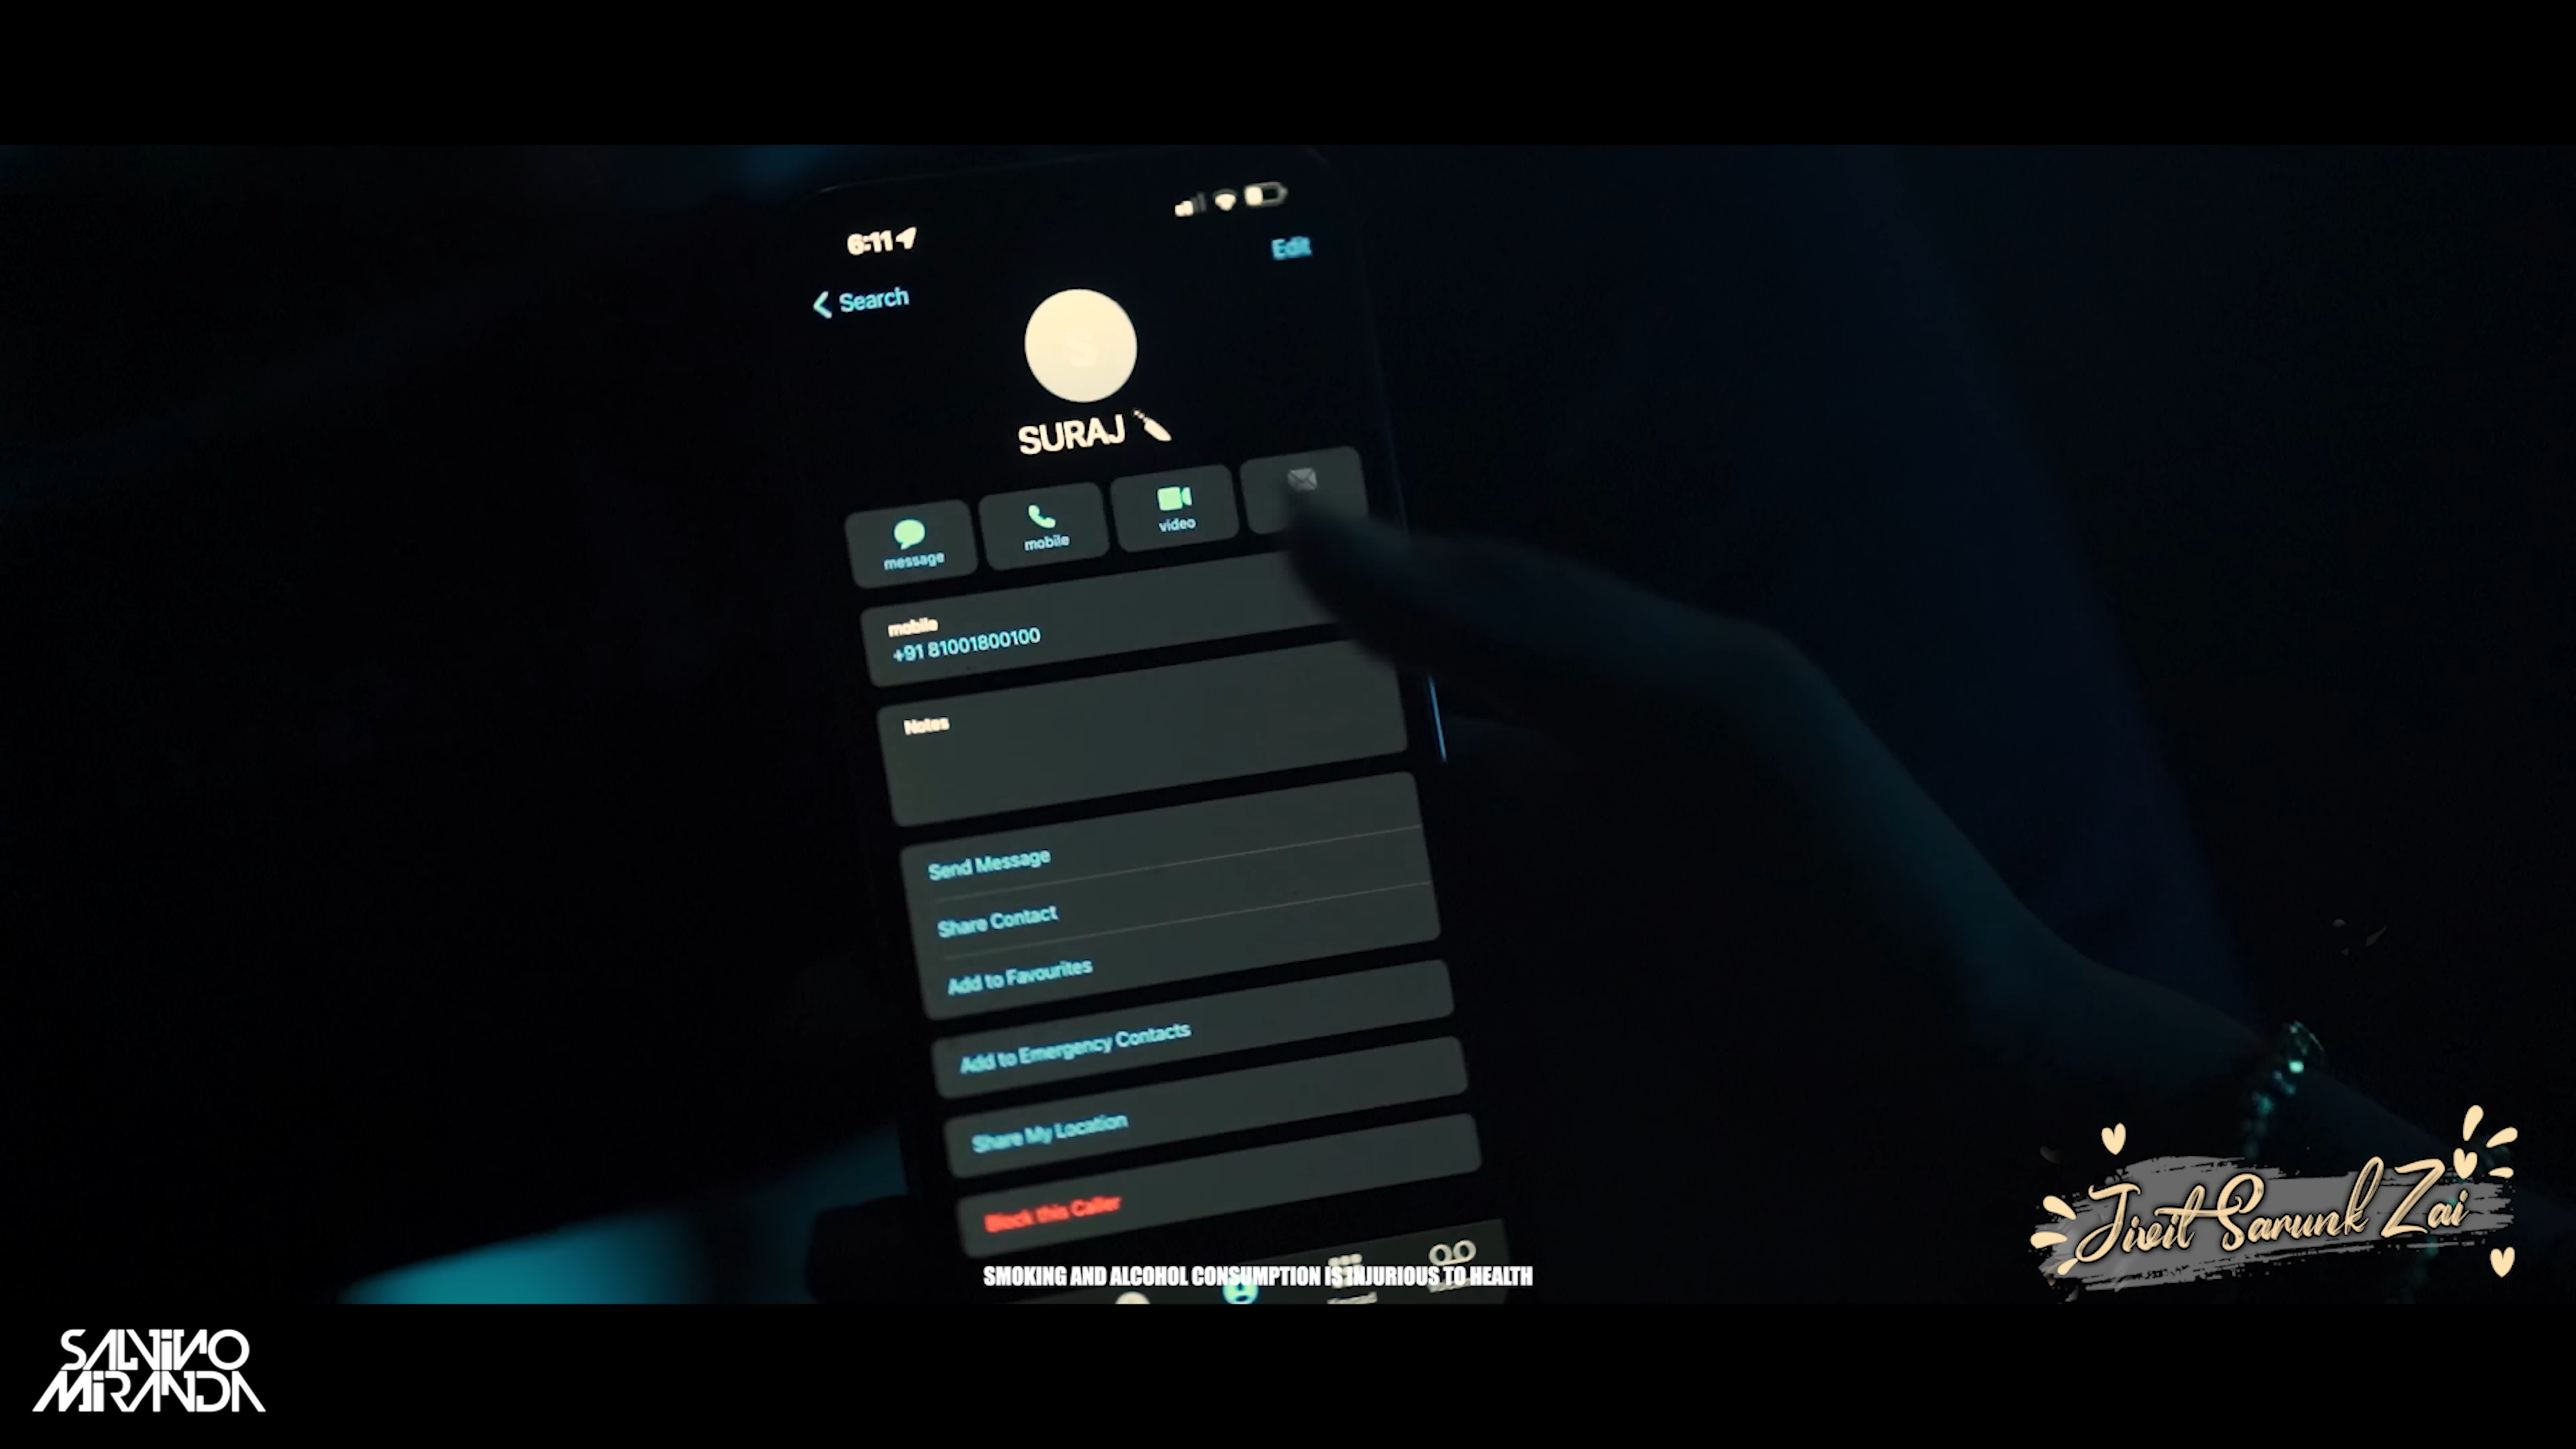 6:11
Edit
Search
S
SURAJ
message
mobile
video
mobile
+91 81001800100
Notes
Send Message
Share Contact
Add to Favourites
Add to Emergency Contacts
Share My Location
Block this Caller
SMOKING AND ALCOHOL CONSUMPTION IS INJURIOUS TO HEALTH
Jivit Sarunk Zai
SALVINO
MIRANDA